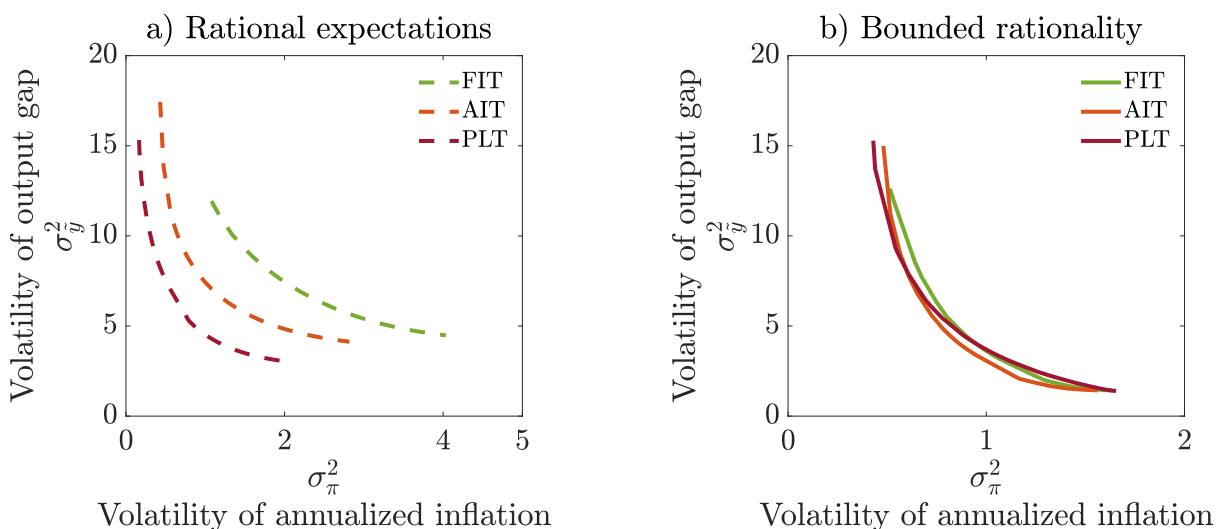 a) Rational expectations
Volatility of output gap
σ²ỹ
20
15
10
5
0
FIT
AIT
PLT
0 2 4 5
σ²π
Volatility of annualized inflation
b) Bounded rationality
Volatility of output gap
σ²ỹ
20
15
10
5
0
FIT
AIT
PLT
0 1 2
σ²π
Volatility of annualized inflation